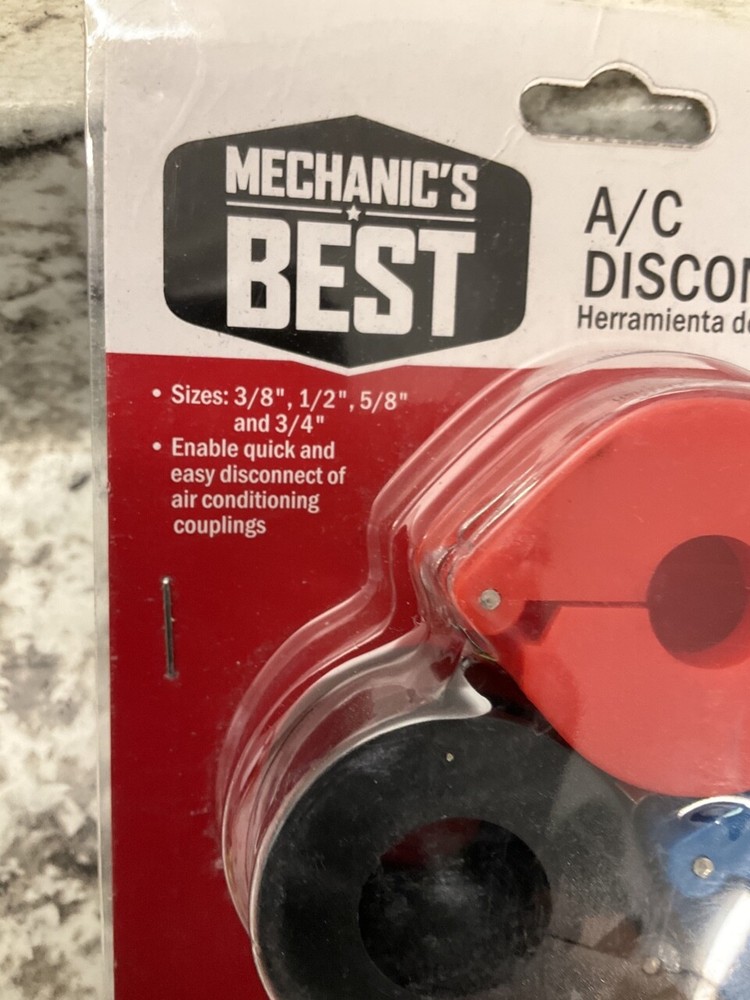 MECHANIC'S
BEST
A/C
DISCON
Herramienta de
• Sizes: 3/8", 1/2", 5/8"
and 3/4"
• Enable quick and
easy disconnect of
air conditioning
couplings